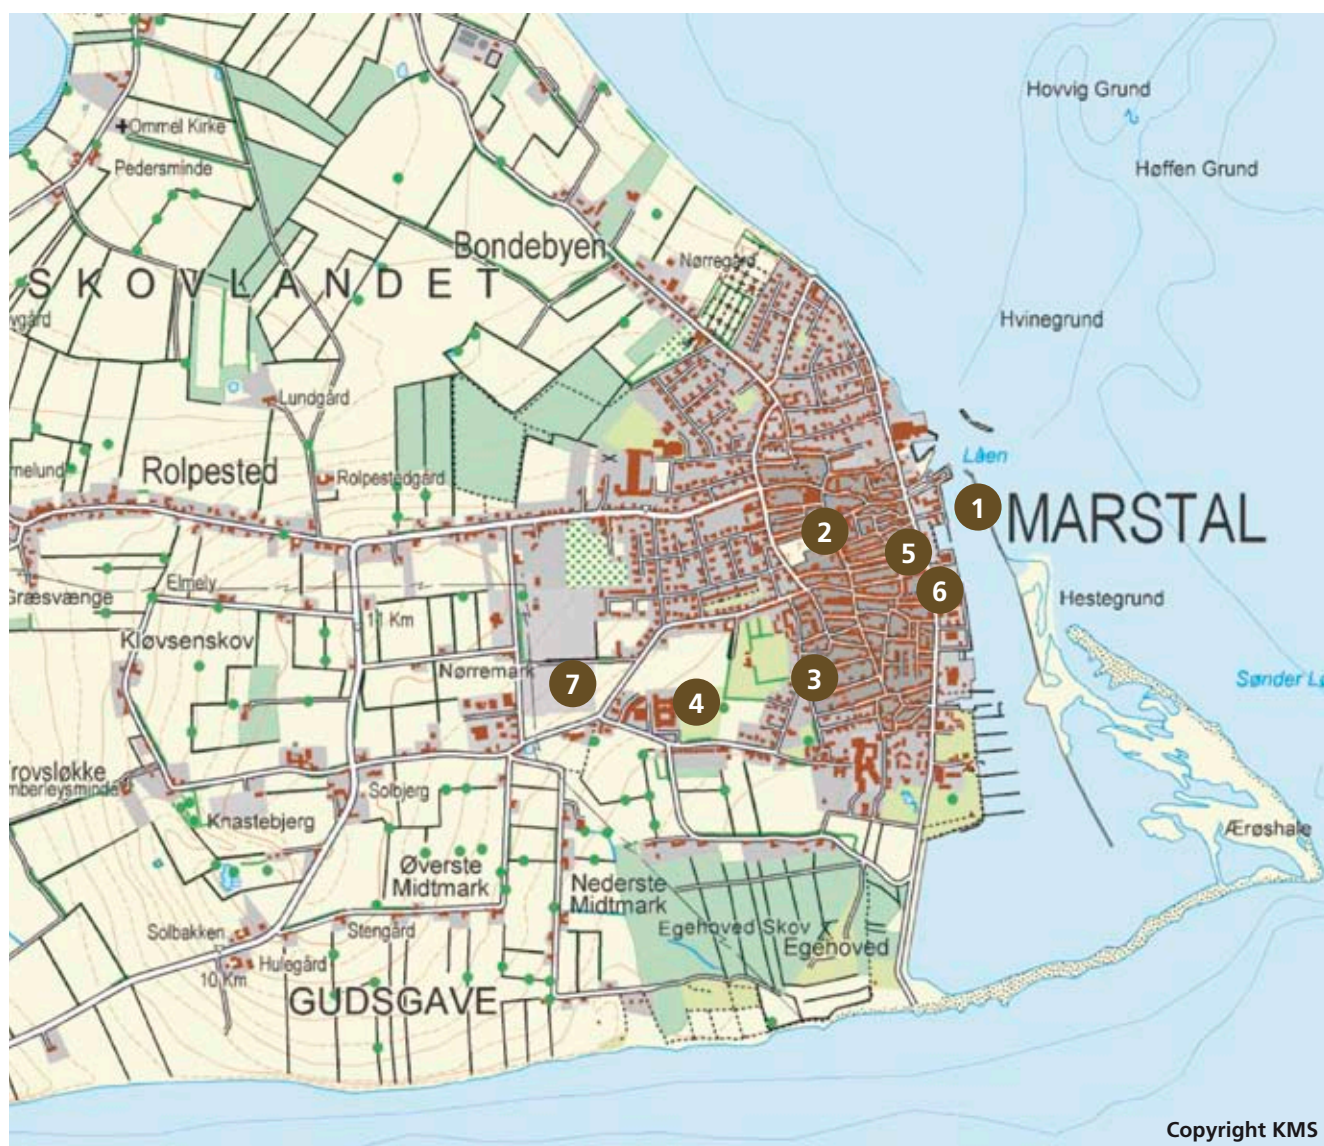 Hovvig Grund
Ommel Kirke
Pedersminde
Høffen Grund
Bondebyen
Nørregård
SKOVLANDET
Hvinegrund
Lundgård
Låen
Rolpested
Rolpestedgård
1
MARSTAL
2
5
Elmely
6
Græsvænge
Hestegrund
11 Km
Kløvsenskov
Nørremark
3
7
4
Sønder
Solbjerg
Knastebjerg
Ærøshale
Øverste
Midtmark
Nederste
Midtmark
Egehoved Skov
Solbakken
Stengård
Egehoved
Hulegård
10 Km
GUDSGAVE
Copyright KMS